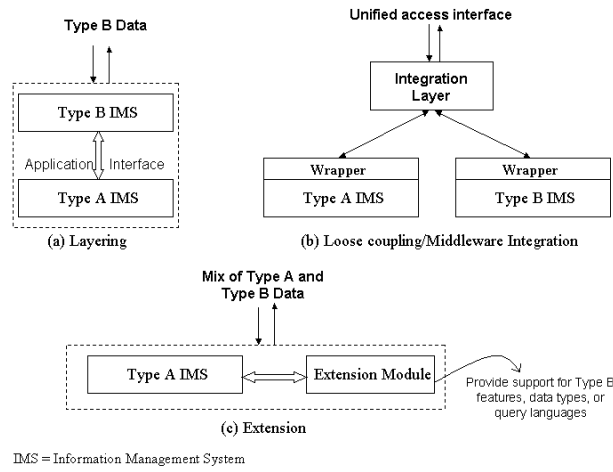 Type B Data
Type B IMS
Application Interface
Type A IMS
(a) Layering
Unified access interface
Integration
Layer
Wrapper
Type A IMS
Wrapper
Type B IMS
(b) Loose coupling/Middleware Integration
Mix of Type A and
Type B Data
Type A IMS
Extension Module
Provide support for Type B
features, data types, or
query languages
(c) Extension
IMS = Information Management System